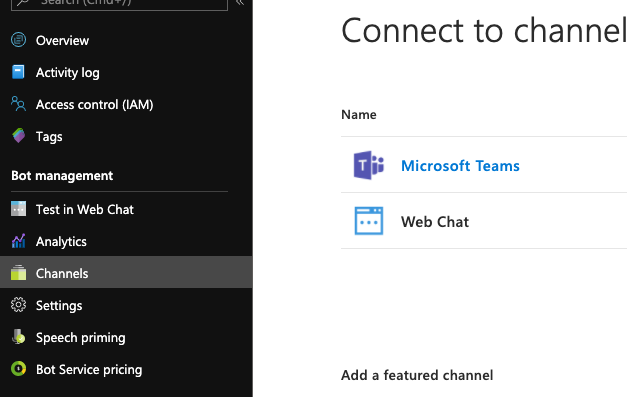 Search (Cmd+/)
Overview
Activity log
Access control (IAM)
Tags
Bot management
Test in Web Chat
Analytics
Channels
Settings
Speech priming
Bot Service pricing
Connect to channel
Name
Microsoft Teams
Web Chat
Add a featured channel